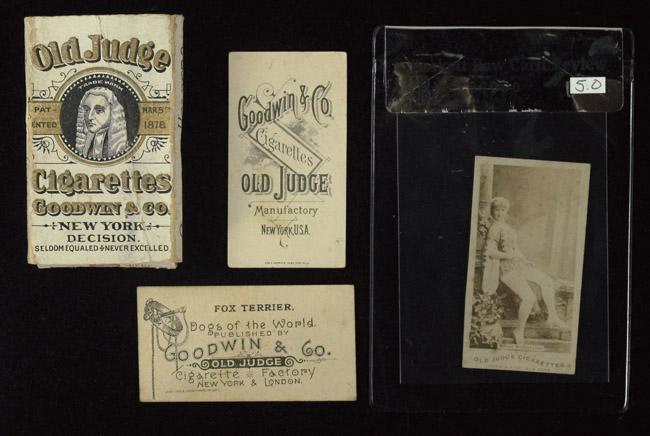 Old Judge
TRADE MARK
PAT- MAR. 5TH
ENTED 1878
Cigarettes
GOODWIN & CO.
NEW YORK
DECISION.
SELDOM EQUALED NEVER EXCELLED
Goodwin & Co.
Cigarettes
OLD JUDGE
Manufactory
NEW YORK, U.S.A.
FOX TERRIER.
Dogs of the World.
PUBLISHED BY
GOODWIN & Co.
OLD JUDGE
Cigarette Factory
NEW YORK & LONDON.
5.0
OLD JUDGE CIGARETTES